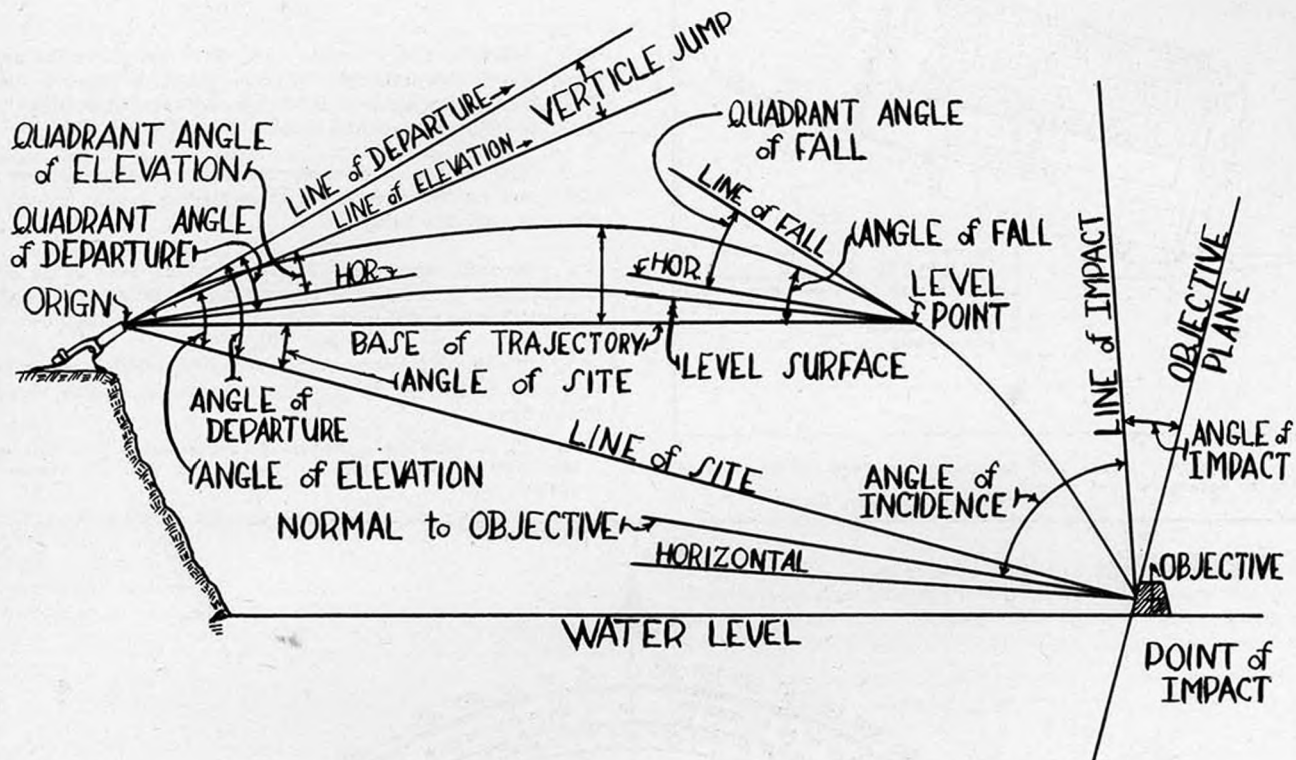 VERTICLE JUMP
LINE of DEPARTURE
LINE of ELEVATION
QUADRANT ANGLE
of ELEVATION
QUADRANT ANGLE
of DEPARTURE
ORIGN
HOR.
QUADRANT ANGLE
of FALL
LINE of FALL
ANGLE of FALL
HOR.
LEVEL
POINT
BASE of TRAJECTORY
LEVEL SURFACE
ANGLE of SITE
ANGLE of
DEPARTURE
ANGLE of ELEVATION
LINE of SITE
LINE of IMPACT
OBJECTIVE
PLANE
ANGLE of
IMPACT
ANGLE of
INCIDENCE
NORMAL to OBJECTIVE
HORIZONTAL
OBJECTIVE
WATER LEVEL
POINT of
IMPACT